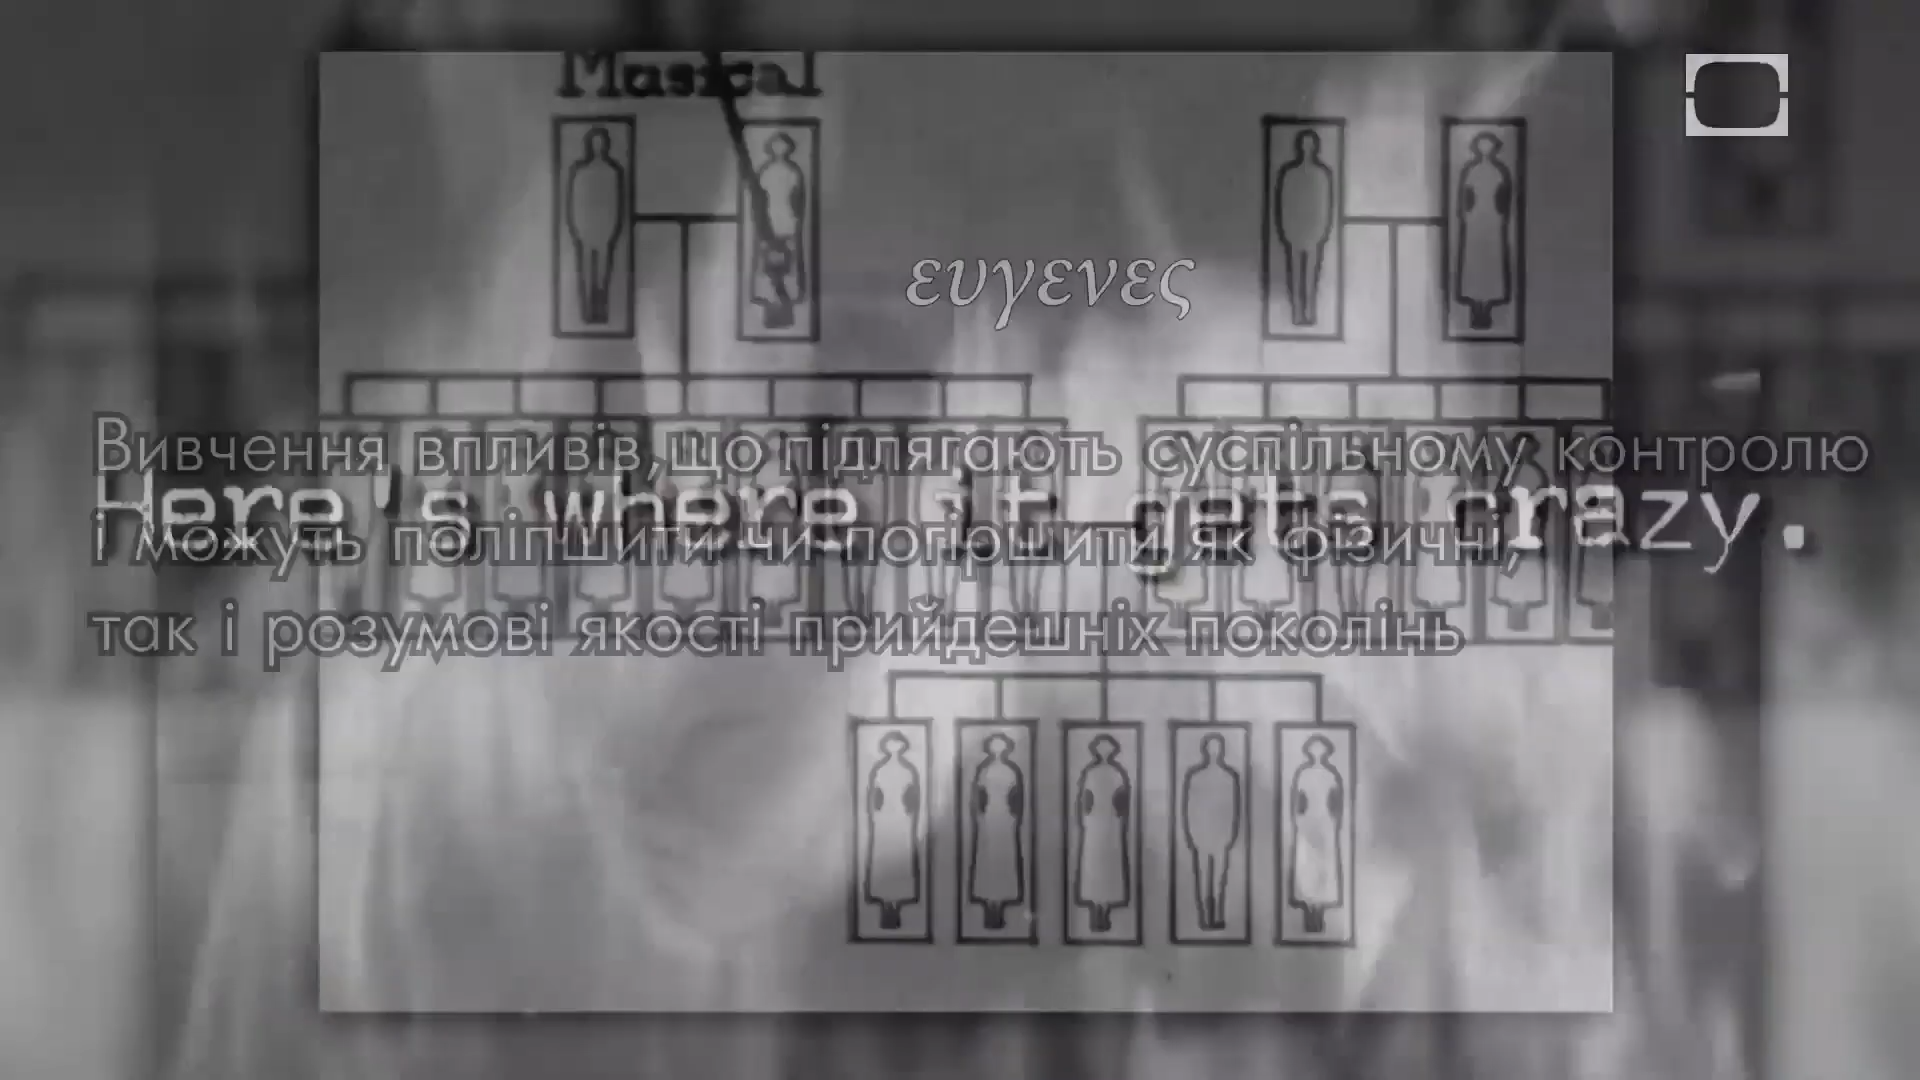 Musical
ευγενες
Вивчення впливів,що підлягають суспільному контролю
Here's where it gets crazy.
і можуть поліпшити чи погіршити як фізичні,
так і розумові якості прийдешніх поколінь